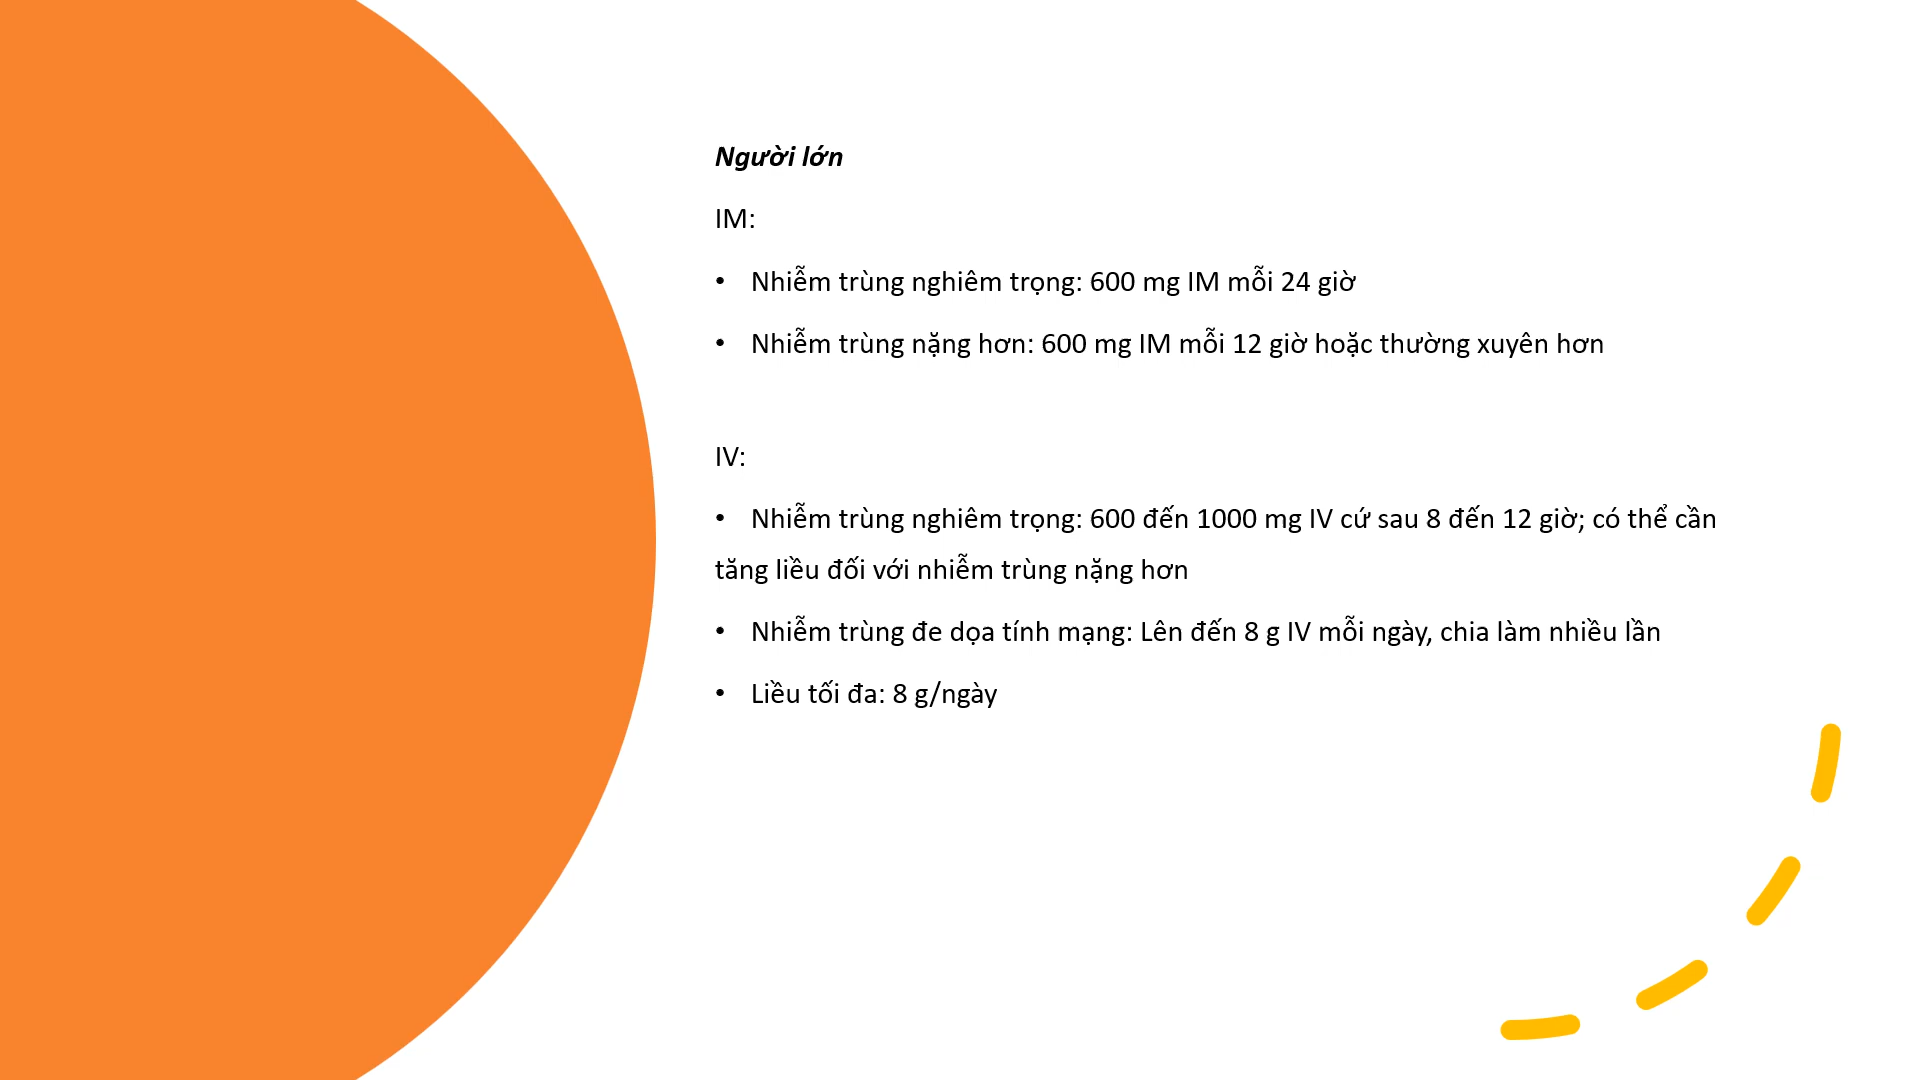 Người lớn
IM:
• Nhiễm trùng nghiêm trọng: 600 mg IM mỗi 24 giờ
• Nhiễm trùng nặng hơn: 600 mg IM mỗi 12 giờ hoặc thường xuyên hơn
IV:
• Nhiễm trùng nghiêm trọng: 600 đến 1000 mg IV cứ sau 8 đến 12 giờ; có thể cần
tăng liều đối với nhiễm trùng nặng hơn
• Nhiễm trùng đe dọa tính mạng: Lên đến 8 g IV mỗi ngày, chia làm nhiều lần
• Liều tối đa: 8 g/ngày